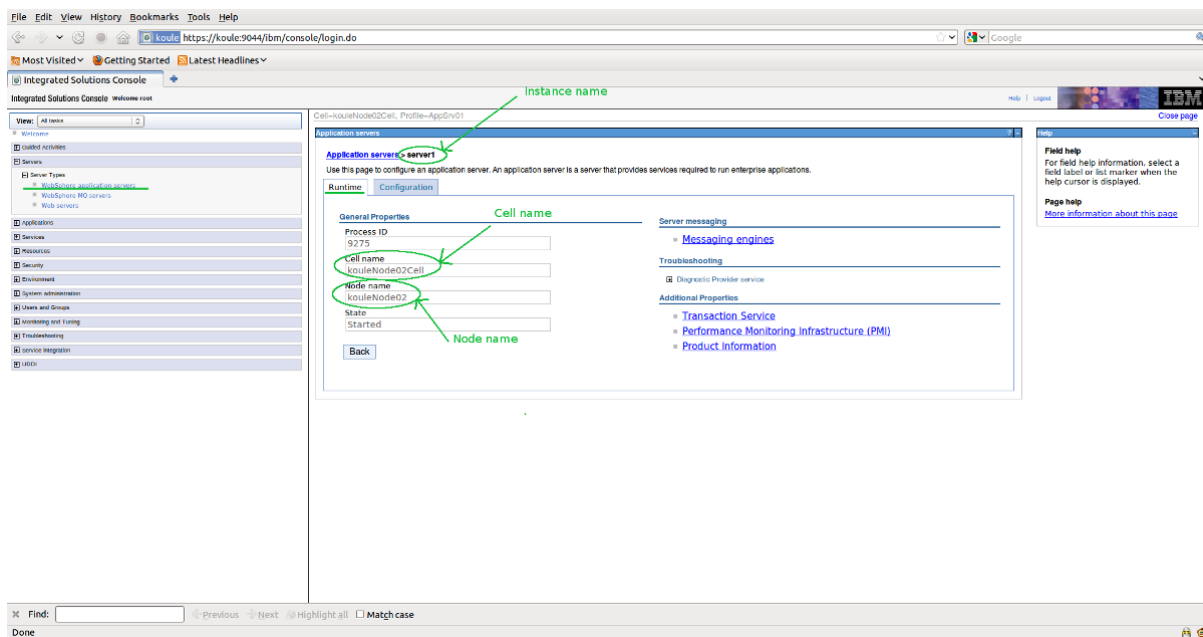 File Edit View History Bookmarks Tools Help
koule https://koule:9044/ibm/console/login.do
Google
Most Visited Getting Started Latest Headlines
Integrated Solutions Console
Integrated Solutions Console Welcome root
Help | Logout
IBM
Instance name
View: All tasks
Cell=kouleNode02Cell, Profile=AppSrv01
Close page
Welcome
Guided Activities
Servers
Server Types
WebSphere application servers
WebSphere MQ servers
Web servers
Applications
Services
Resources
Security
Environment
System administration
Users and Groups
Monitoring and Tuning
Troubleshooting
Service integration
UDDI
Application servers
? -
Application servers > server1
Use this page to configure an application server. An application server is a server that provides services required to run enterprise applications.
Runtime Configuration
General Properties
Cell name
Process ID
9275
Cell name
kouleNode02Cell
Node name
kouleNode02
State
Started
Node name
Back
Server messaging
Messaging engines
Troubleshooting
Diagnostic Provider service
Additional Properties
Transaction Service
Performance Monitoring Infrastructure (PMI)
Product Information
Help
Field help
For field help information, select a
field label or list marker when the
help cursor is displayed.
Page help
More information about this page
Find: Previous Next Highlight all Match case
Done